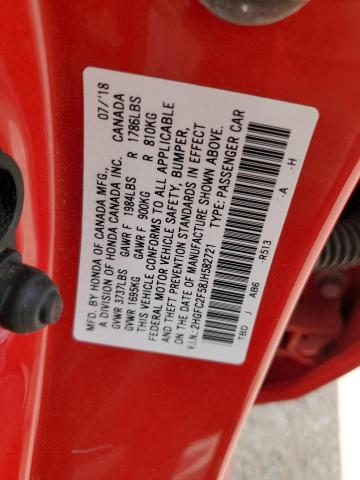 MFD. BY HONDA OF CANADA MFG., 07/'18
A DIVISION OF HONDA CANADA INC. CANADA
GVWR 3737LBS GAWR F 1984LBS R 1786LBS
GVWR 1695KG GAWR F 900KG R 810KG
THIS VEHICLE CONFORMS TO ALL APPLICABLE
FEDERAL MOTOR VEHICLE SAFETY, BUMPER,
AND THEFT PREVENTION STANDARDS IN EFFECT
ON THE DATE OF MANUFACTURE SHOWN ABOVE.
V.I.N.: 2HGFC2F58JH582721 TYPE: PASSENGER CAR
TBD J AB6 -R513 -A -H